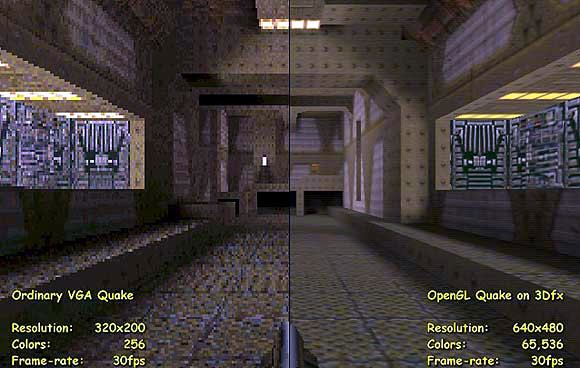 Ordinary VGA Quake
Resolution: 320x200
Colors: 256
Frame-rate: 30fps
OpenGL Quake on 3Dfx
Resolution: 640x480
Colors: 65,536
Frame-rate: 30fps